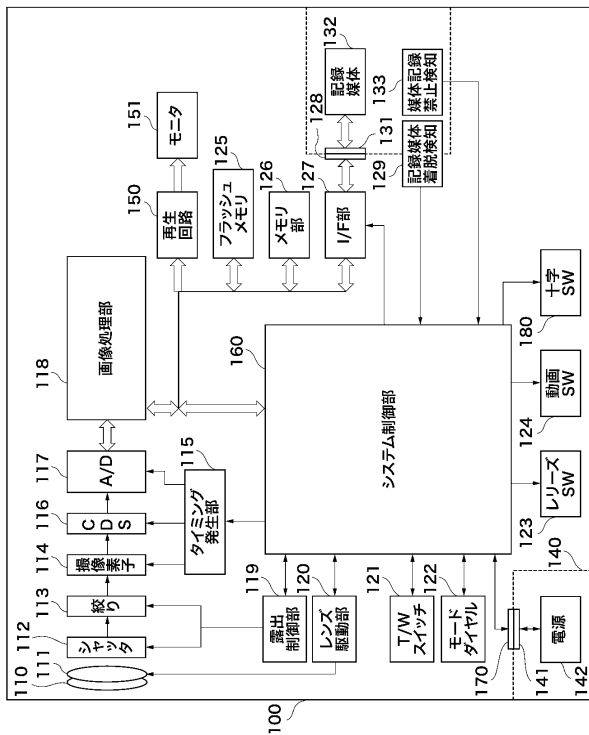 100
110
111
112
シャッタ
113
絞り
114
撮像素子
116
CDS
117
A/D
118
画像処理部
115
タイミング
発生部
150
再生
回路
151
モニタ
125
フラッシュ
メモリ
126
メモリ
部
127
I/F部
128
131
132
記録
媒体
133
媒体記録
禁止検知
129
記録媒体
着脱検知
160
システム制御部
119
露出
制御部
120
レンズ
駆動部
121
T/W
スイッチ
122
モード
ダイヤル
123
レリーズ
SW
124
動画
SW
180
十字
SW
140
170
141
電源
142